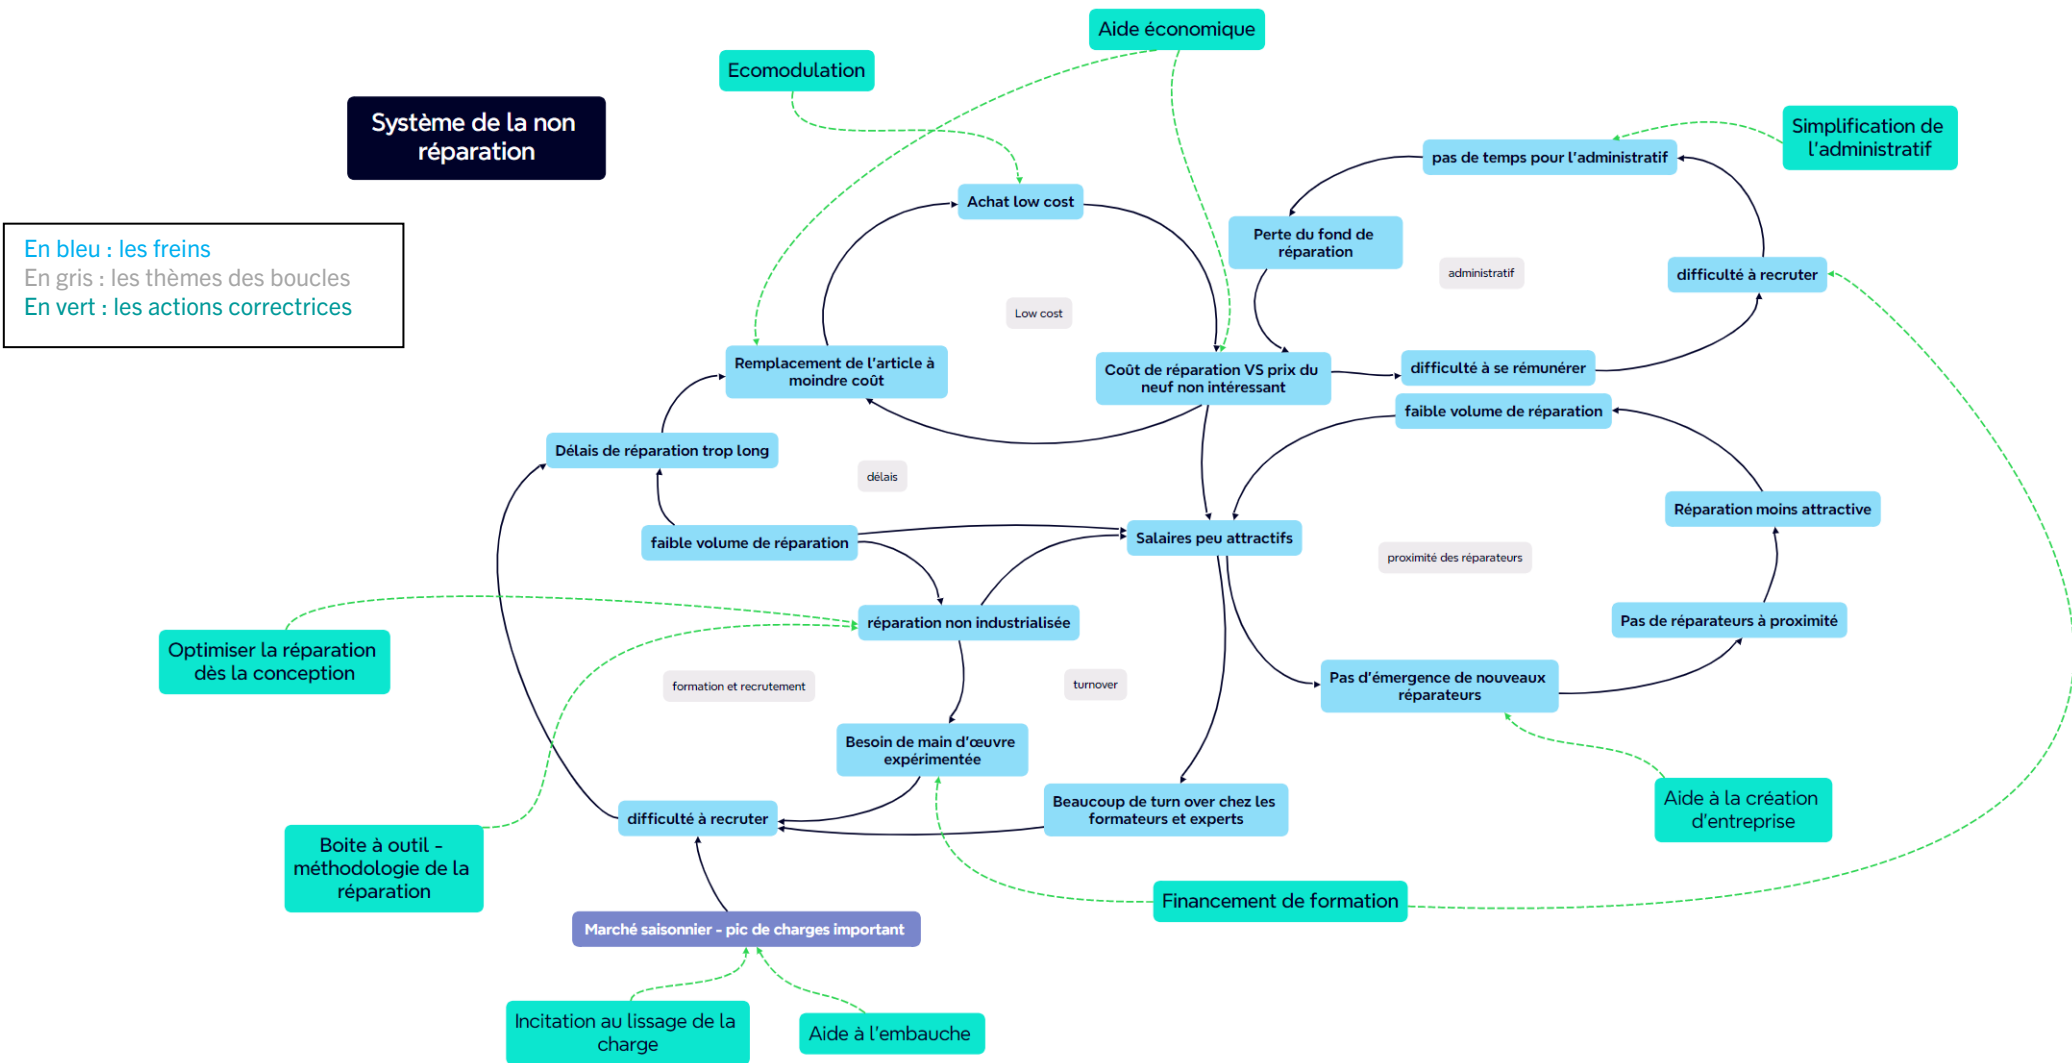 Aide économique
Ecomodulation
Système de la non
réparation
Simplification de
l'administratif
pas de temps pour l'administratif
Achat low cost
Perte du fond de
réparation
En bleu : les freins
En gris : les thèmes des boucles
En vert : les actions correctrices
administratif
difficulté à recruter
Low cost
Remplacement de l'article à
moindre coût
Coût de réparation VS prix du
neuf non intéressant
difficulté à se rémunérer
faible volume de réparation
Délais de réparation trop long
délais
Réparation moins attractive
faible volume de réparation
Salaires peu attractifs
proximité des réparateurs
réparation non industrialisée
Pas de réparateurs à proximité
Optimiser la réparation
dès la conception
formation et recrutement
turnover
Pas d'émergence de nouveaux
réparateurs
Besoin de main d'œuvre
expérimentée
Beaucoup de turn over chez les
formateurs et experts
difficulté à recruter
Aide à la création
d'entreprise
Boite à outil -
méthodologie de la
réparation
Financement de formation
Marché saisonnier - pic de charges important
Incitation au lissage de la
charge
Aide à l'embauche